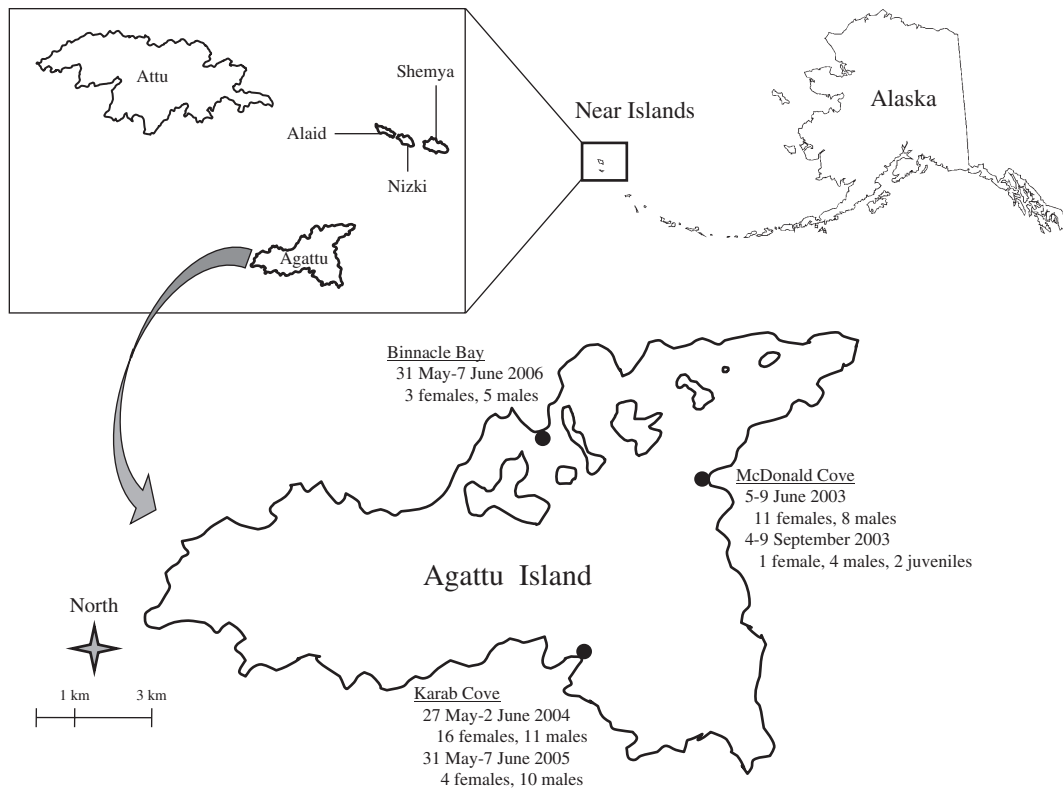 Attu
Shemya
Alaid
Nizki
Agattu
Near Islands
Alaska
Binnacle Bay
31 May-7 June 2006
3 females, 5 males
McDonald Cove
5-9 June 2003
11 females, 8 males
4-9 September 2003
1 female, 4 males, 2 juveniles
Agattu Island
North
1 km
3 km
Karab Cove
27 May-2 June 2004
16 females, 11 males
31 May-7 June 2005
4 females, 10 males